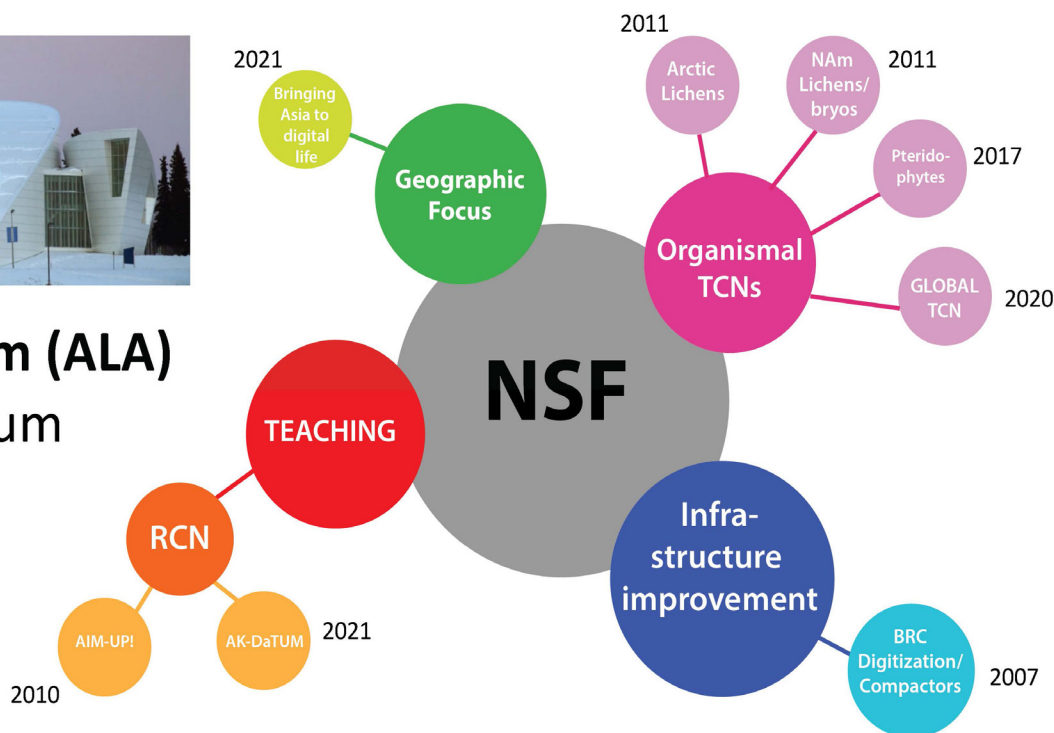 2021
Bringing
Asia to
digital
life
Geographic
Focus
2011
Arctic
Lichens
NAm
Lichens/
bryos
2011
Pterido-
phytes
2017
Organismal
TCNs
GLOBAL
TCN
2020
m (ALA)
um
NSF
TEACHING
RCN
AIM-UP!
2010
AK-DaTUM
2021
Infra-
structure
improvement
BRC
Digitization/
Compactors
2007